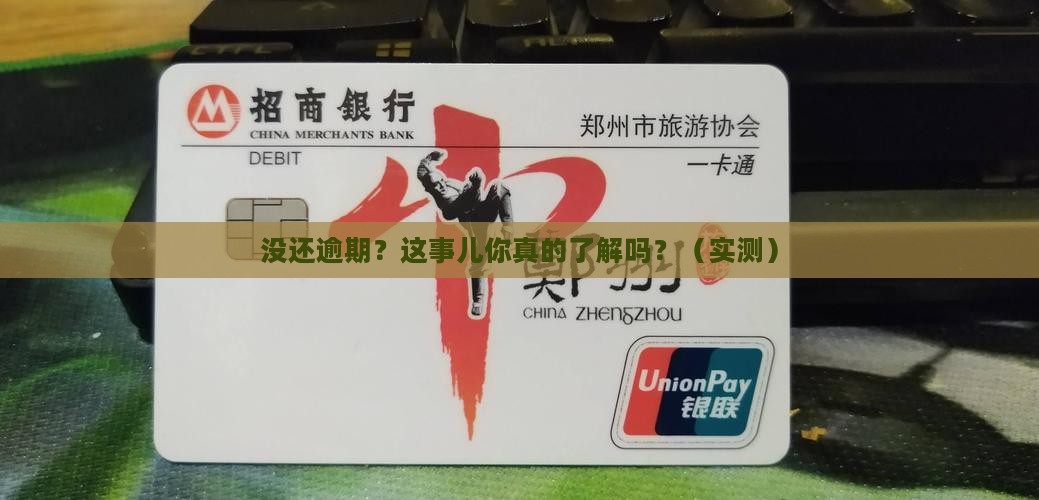 招商銀行
CHINA MERCHANTS BANK
郑州市旅游协会
DEBIT
一卡通
没还逾期？这事儿你真的了解吗？（实测）
鄭州
CHINA ZHENGZHOU
UnionPay
银联